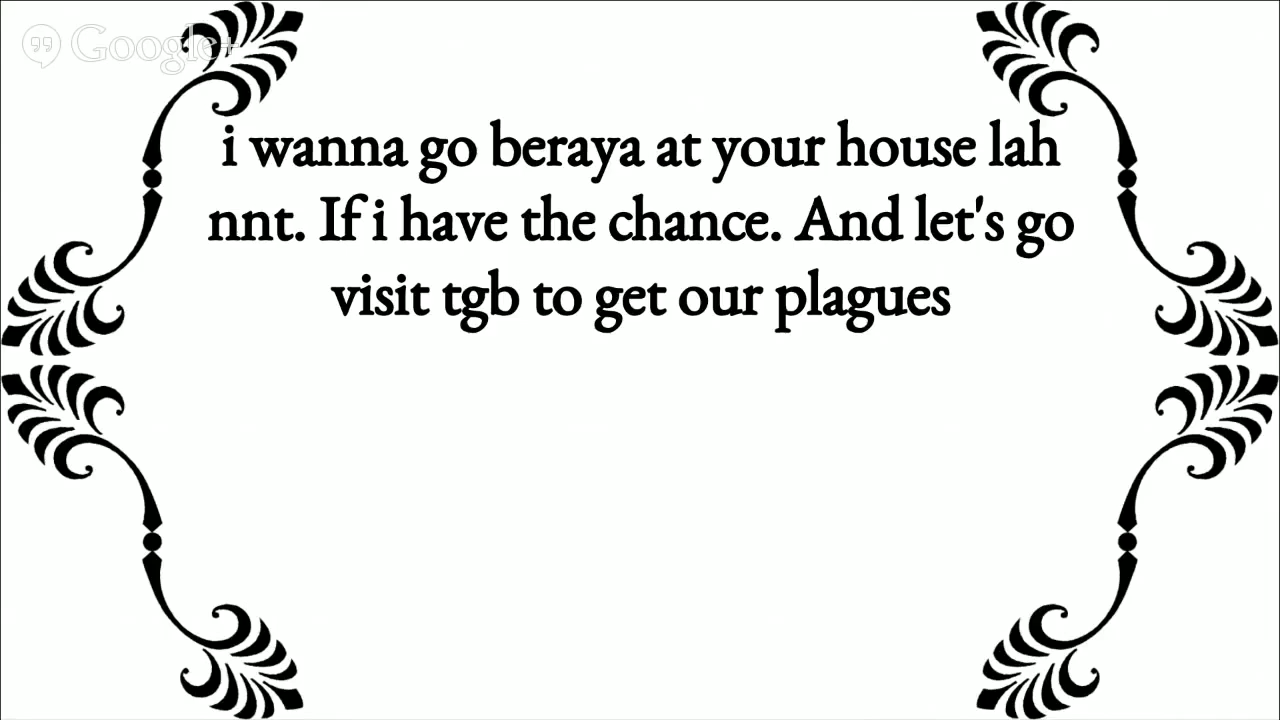 Google+
i wanna go beraya at your house lah
nnt. If i have the chance. And let's go
visit tgb to get our plagues